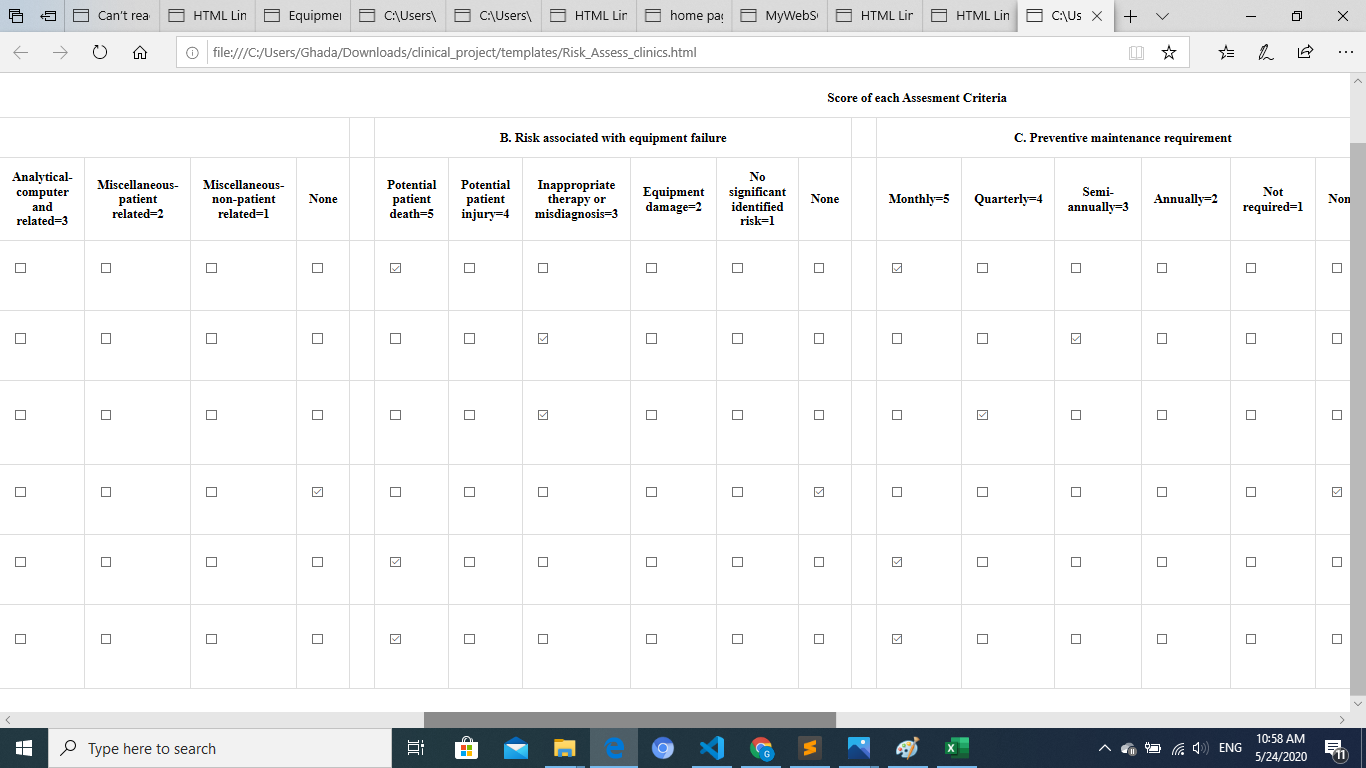 Can't rea
HTML Lin
Equipmen
C:\Users\
C:\Users\
HTML Lin
home pag
MyWebS
HTML Lin
HTML Lin
C:\Us
file:///C:/Users/Ghada/Downloads/clinical_project/templates/Risk_Assess_clinics.html
Score of each Assesment Criteria
B. Risk associated with equipment failure
C. Preventive maintenance requirement
Analytical-
computer
and
related=3
Miscellaneous-
patient
related=2
Miscellaneous-
non-patient
related=1
None
Potential
patient
death=5
Potential
patient
injury=4
Inappropriate
therapy or
misdiagnosis=3
Equipment
damage=2
No
significant
identified
risk=1
None
Monthly=5
Quarterly=4
Semi-
annually=3
Annually=2
Not
required=1
Non
Type here to search
ENG
10:58 AM
5/24/2020
11